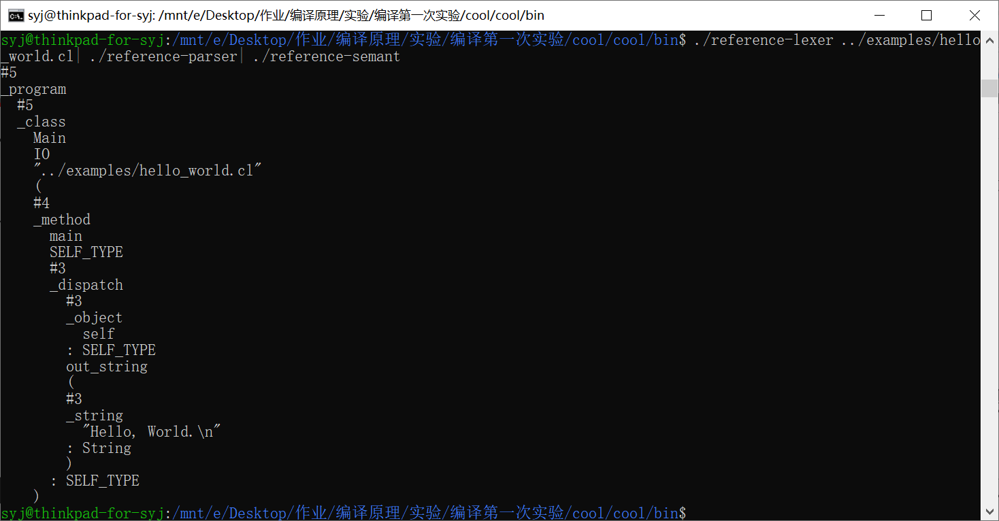 syj@thinkpad-for-syj: /mnt/e/Desktop/作业/编译原理/实验/编译第一次实验/cool/cool/bin
syj@thinkpad-for-syj:/mnt/e/Desktop/作业/编译原理/实验/编译第一次实验/cool/cool/bin$ ./reference-lexer ../examples/hello
_world.cl| ./reference-parser| ./reference-semant
#5
_program
  #5
  _class
    Main
    IO
    "../examples/hello_world.cl"
    (
    #4
    _method
      main
      SELF_TYPE
      #3
      _dispatch
        #3
        _object
          self
        : SELF_TYPE
        out_string
        (
        #3
        _string
          "Hello, World.\n"
        : String
        )
      : SELF_TYPE
    )
syj@thinkpad-for-syj:/mnt/e/Desktop/作业/编译原理/实验/编译第一次实验/cool/cool/bin$